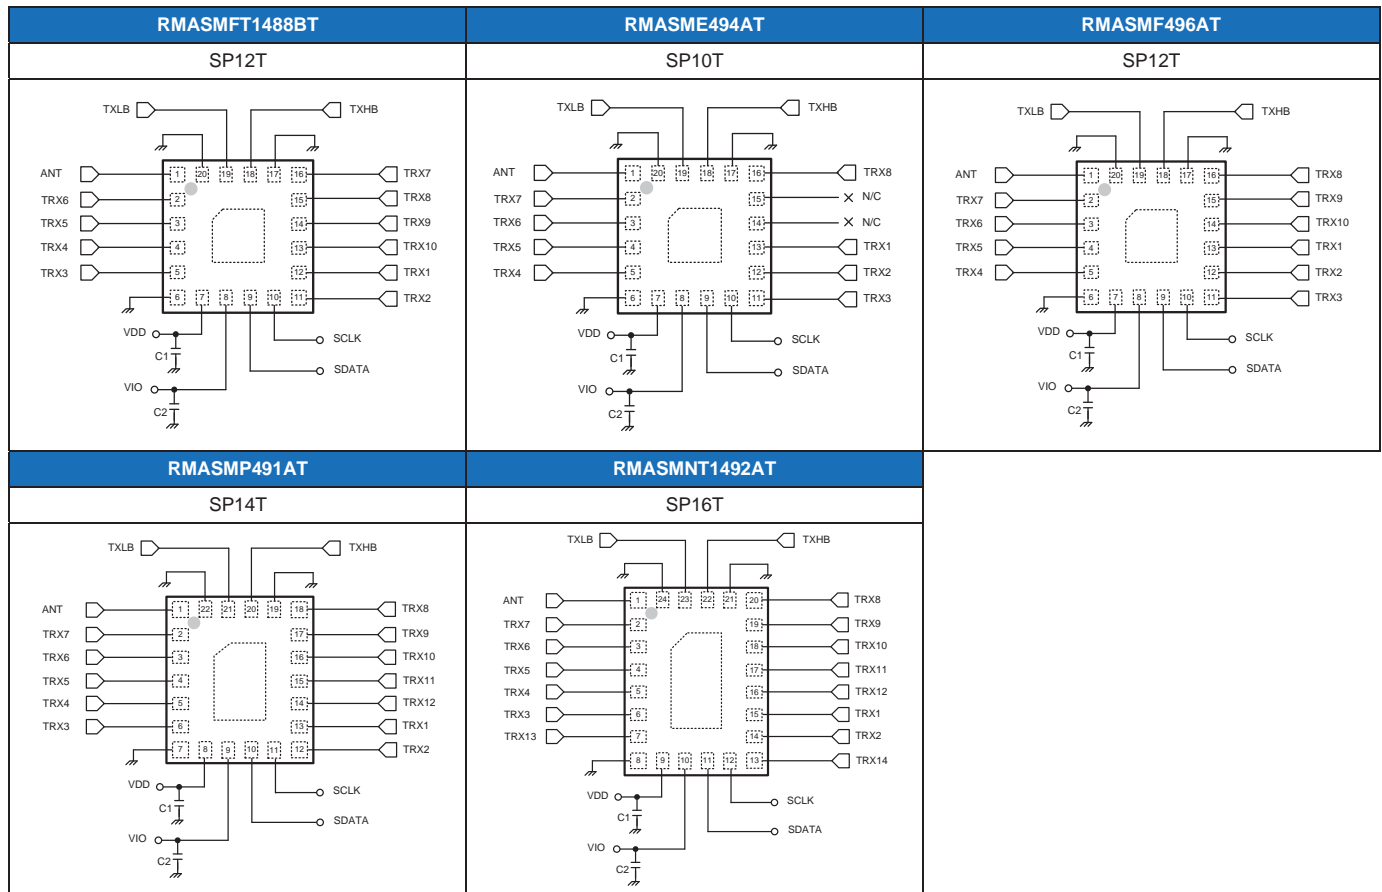 RMASMFT1488BT
RMASME494AT
RMASMF496AT
SP12T
SP10T
SP12T
TXLB
TXHB
ANT
1
20
19
18
17
16
TRX7
TRX6
2
15
TRX8
TRX5
3
14
TRX9
TRX4
4
13
TRX10
TRX3
5
12
TRX1
6
7
8
9
10
11
TRX2
VDD
SCLK
C1
SDATA
VIO
C2
TXLB
TXHB
ANT
1
20
19
18
17
16
TRX8
TRX7
2
15
N/C
TRX6
3
14
N/C
TRX5
4
13
TRX1
TRX4
5
12
TRX2
6
7
8
9
10
11
TRX3
VDD
SCLK
C1
SDATA
VIO
C2
TXLB
TXHB
ANT
1
20
19
18
17
16
TRX8
TRX7
2
15
TRX9
TRX6
3
14
TRX10
TRX5
4
13
TRX1
TRX4
5
12
TRX2
6
7
8
9
10
11
TRX3
VDD
SCLK
C1
SDATA
VIO
C2
RMASMP491AT
RMASMNT1492AT
SP14T
SP16T
TXLB
TXHB
ANT
1
22
21
20
19
18
TRX8
TRX7
2
17
TRX9
TRX6
3
16
TRX10
TRX5
4
15
TRX11
TRX4
5
14
TRX12
TRX3
6
13
TRX1
7
8
9
10
11
12
TRX2
VDD
SCLK
C1
SDATA
VIO
C2
TXLB
TXHB
ANT
1
24
23
22
21
20
TRX8
TRX7
2
19
TRX9
TRX6
3
18
TRX10
TRX5
4
17
TRX11
TRX4
5
16
TRX12
TRX3
6
15
TRX1
TRX13
7
14
TRX2
8
9
10
11
12
13
TRX14
VDD
SCLK
C1
SDATA
VIO
C2